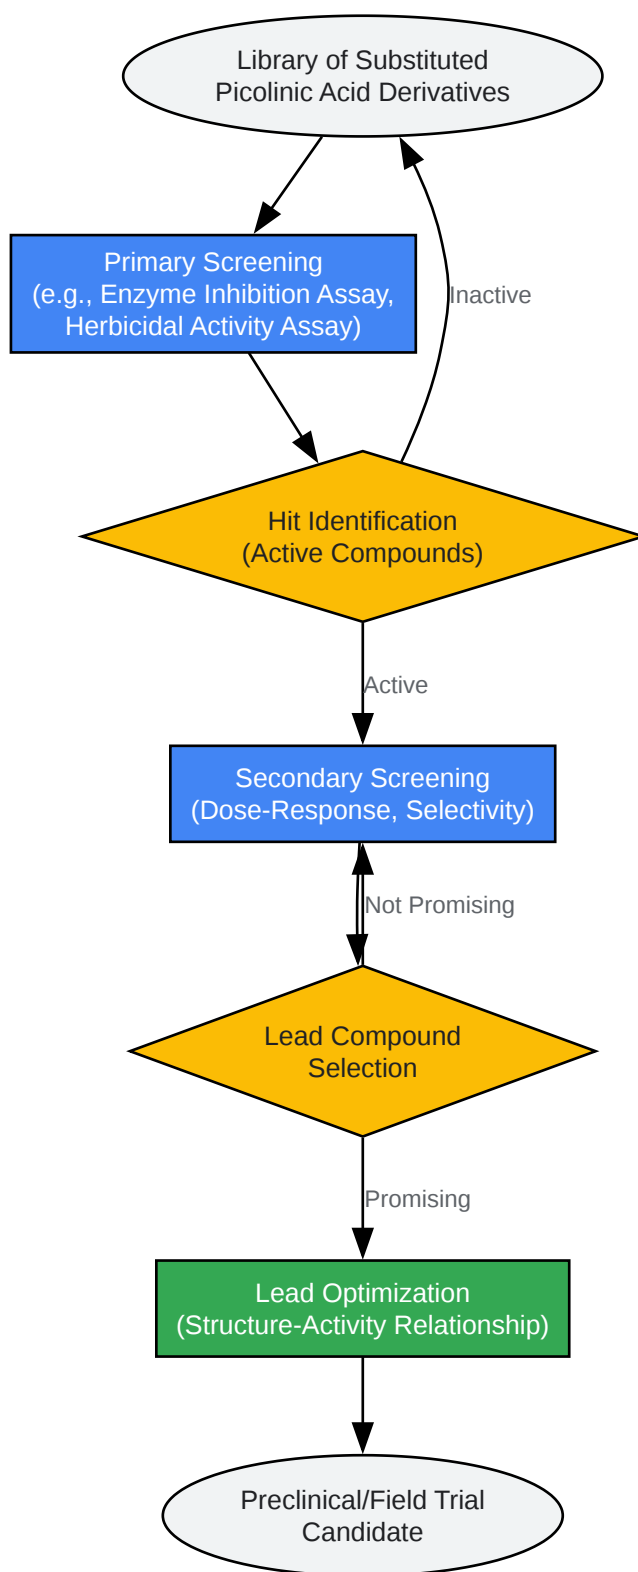 Library of Substituted
Picolinic Acid Derivatives
Primary Screening
(e.g., Enzyme Inhibition Assay,
Herbicidal Activity Assay)
Inactive
Hit Identification
(Active Compounds)
Active
Secondary Screening
(Dose-Response, Selectivity)
Not Promising
Lead Compound
Selection
Promising
Lead Optimization
(Structure-Activity Relationship)
Preclinical/Field Trial
Candidate